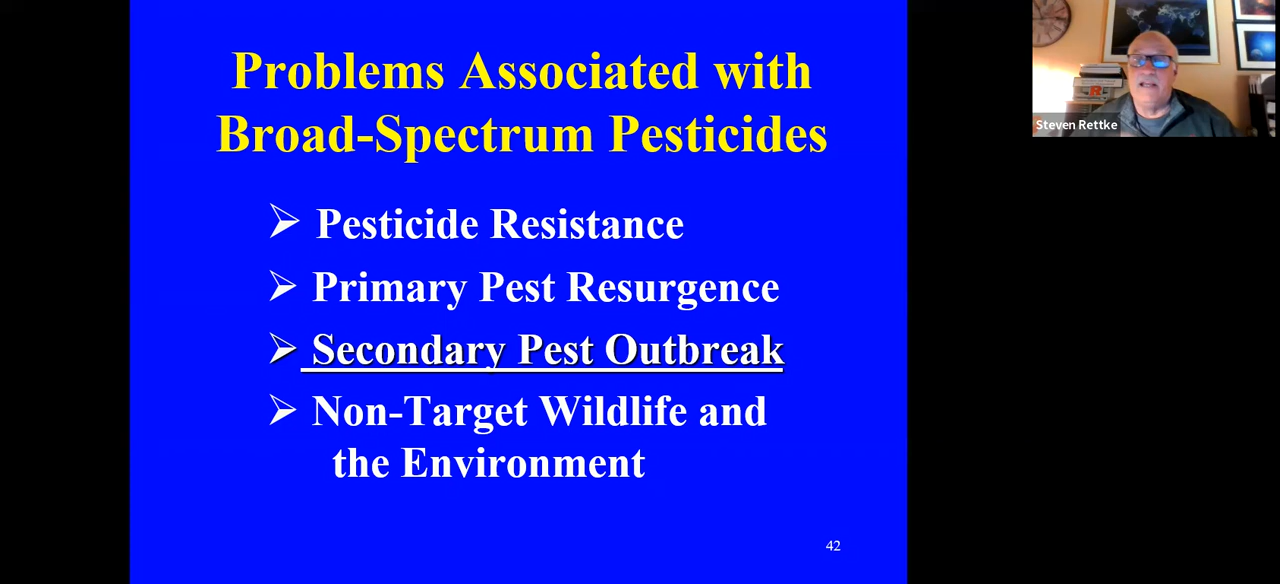 Problems Associated with
Broad-Spectrum Pesticides
➢ Pesticide Resistance
➢ Primary Pest Resurgence
➢ Secondary Pest Outbreak
➢ Non-Target Wildlife and
the Environment
42
Steven Rettke